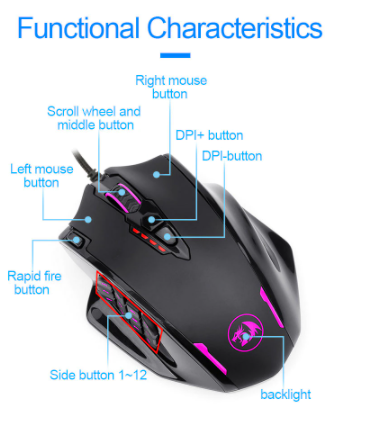 Functional Characteristics
Right mouse
button
Scroll wheel and
middle button
DPI+ button
DPI-button
Left mouse
button
Rapid fire
button
Side button 1~12
backlight